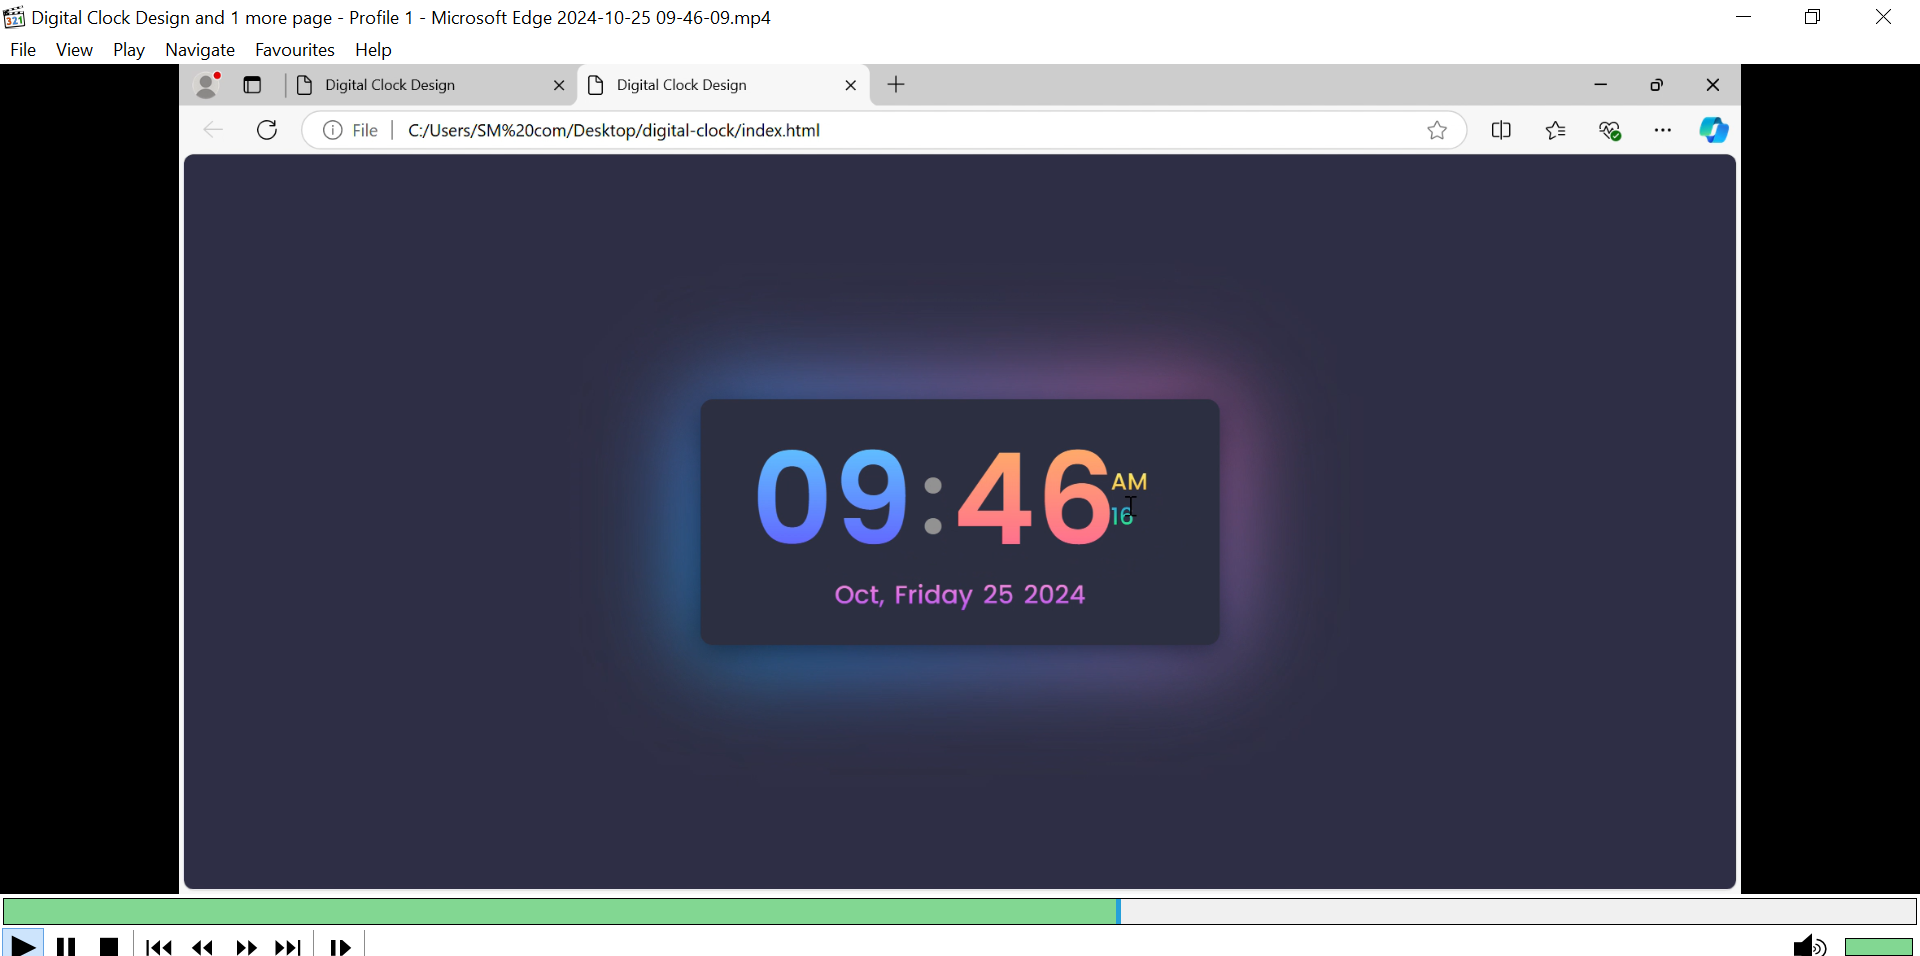 Digital Clock Design and 1 more page - Profile 1 - Microsoft Edge 2024-10-25 09-46-09.mp4
File View Play Navigate Favourites Help
Digital Clock Design Digital Clock Design
File C:/Users/SM%20com/Desktop/digital-clock/index.html
09:46 AM
16
Oct, Friday 25 2024